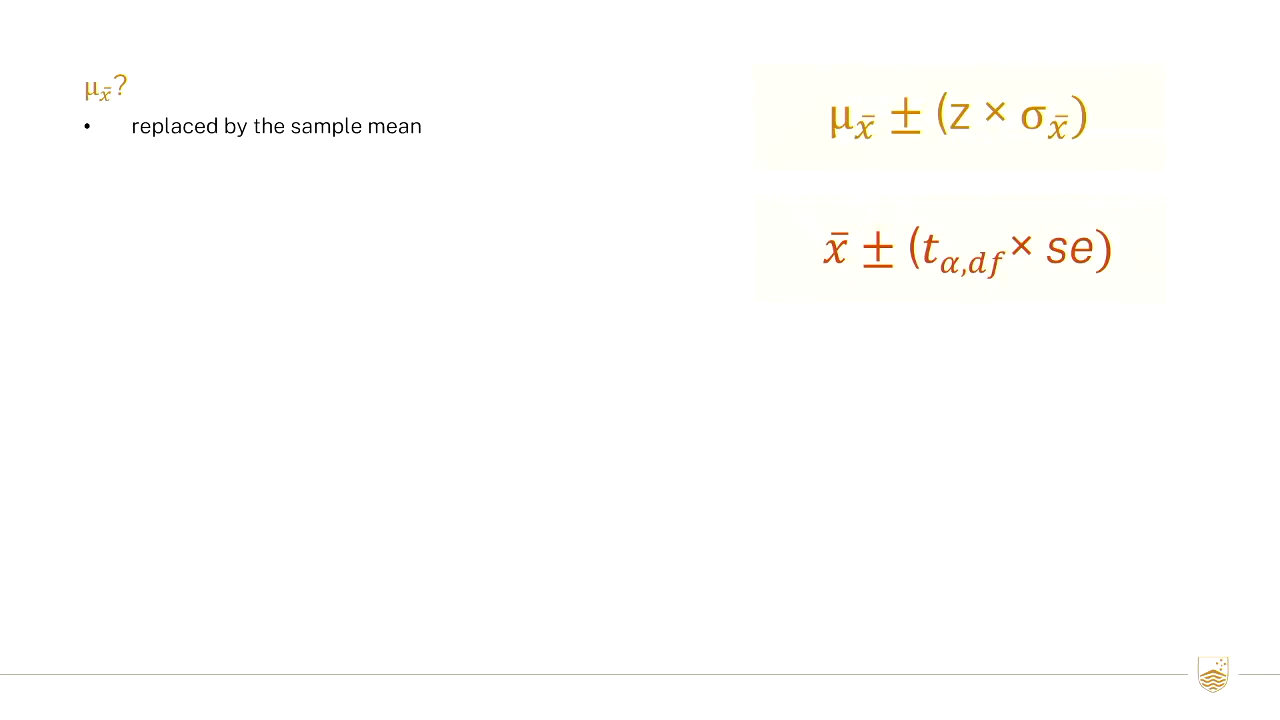 μx̄?
• replaced by the sample mean
μx̄ ± (z × σx̄)
x̄ ± (tα,df × se)